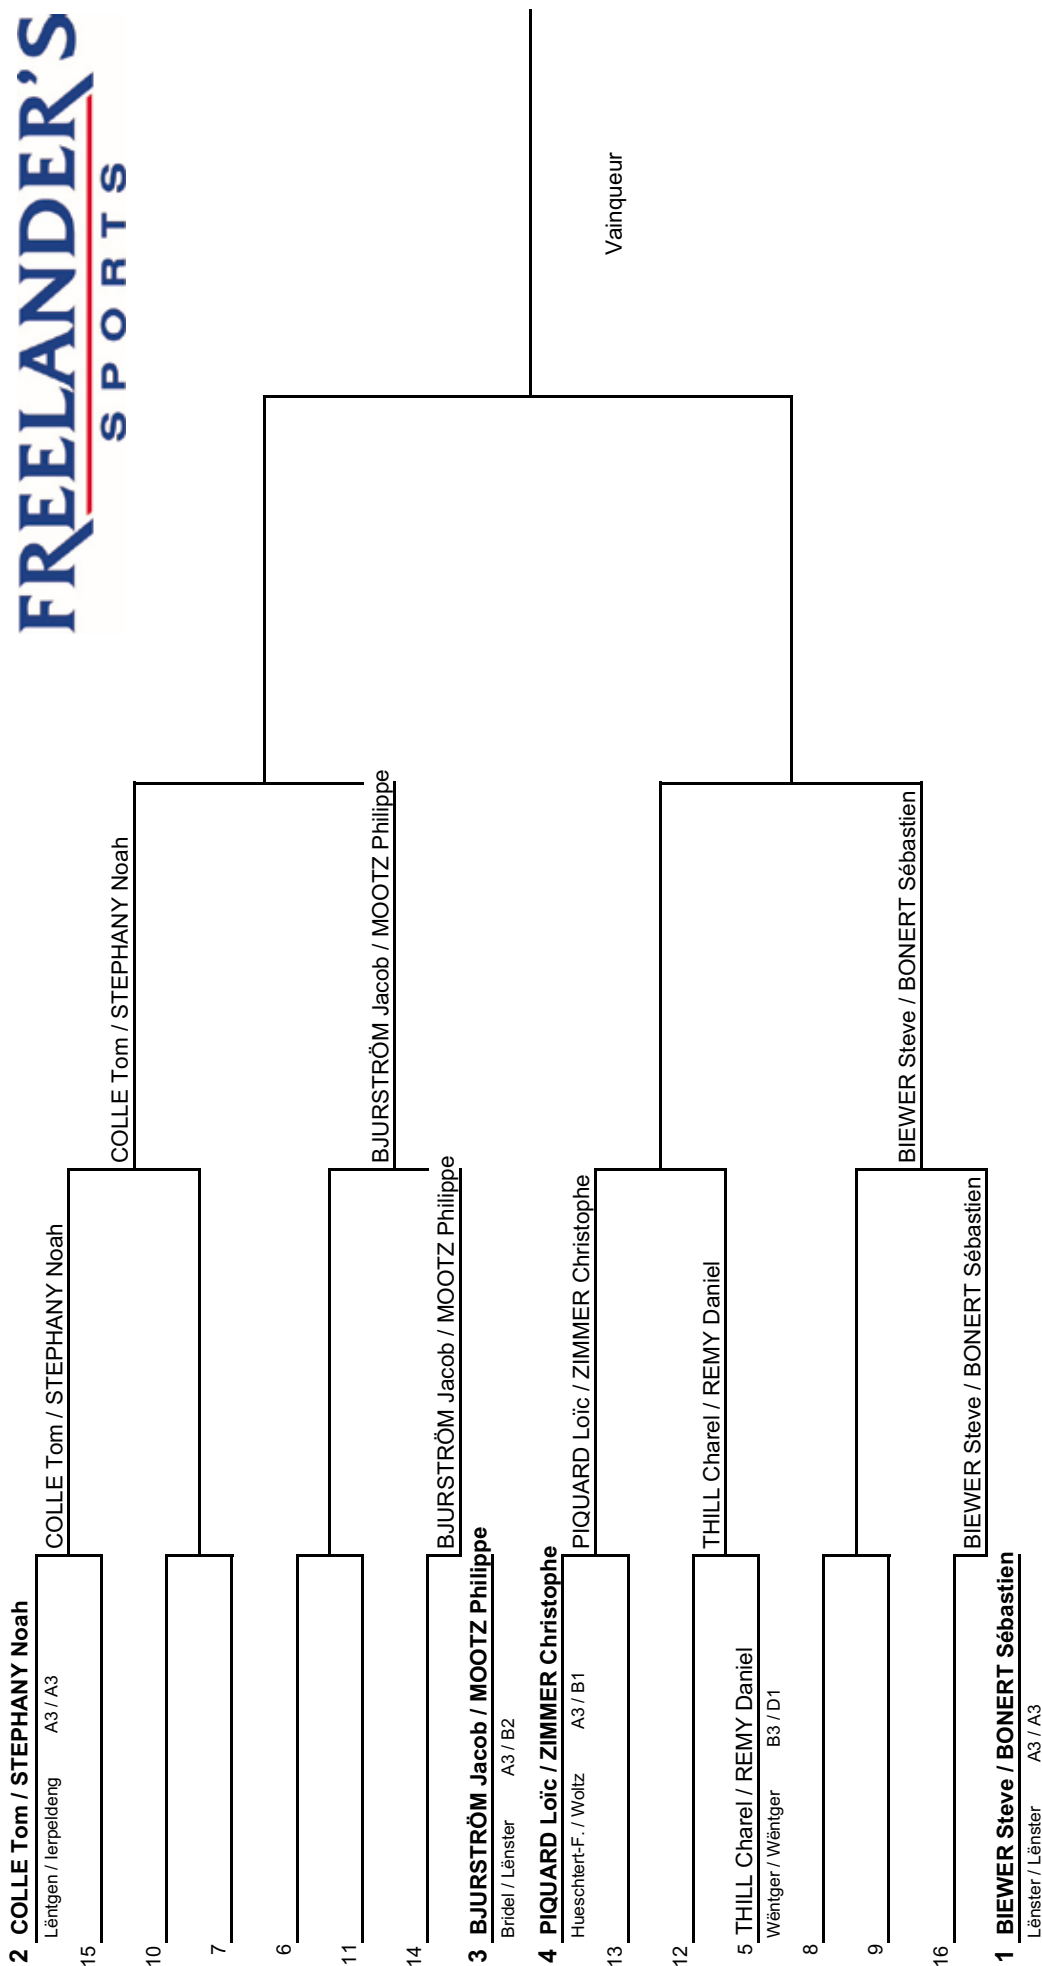 FREELANDER'S
SPORTS
2 COLLE Tom / STEPHANY Noah
Lëntgen / Ierpeldeng A3 / A3
COLLE Tom / STEPHANY Noah
15
COLLE Tom / STEPHANY Noah
10
7
6
11
BJURSTRÖM Jacob / MOOTZ Philippe
14
BJURSTRÖM Jacob / MOOTZ Philippe
3 BJURSTRÖM Jacob / MOOTZ Philippe
Bridel / Lënster A3 / B2
4 PIQUARD Loïc / ZIMMER Christophe
Hueschtert-F. / Woltz A3 / B1
PIQUARD Loïc / ZIMMER Christophe
13
Vainqueur
12
THILL Charel / REMY Daniel
5 THILL Charel / REMY Daniel
Wëntger / Wëntger B3 / D1
8
9
BIEWER Steve / BONERT Sébastien
16
BIEWER Steve / BONERT Sébastien
1 BIEWER Steve / BONERT Sébastien
Lënster / Lënster A3 / A3